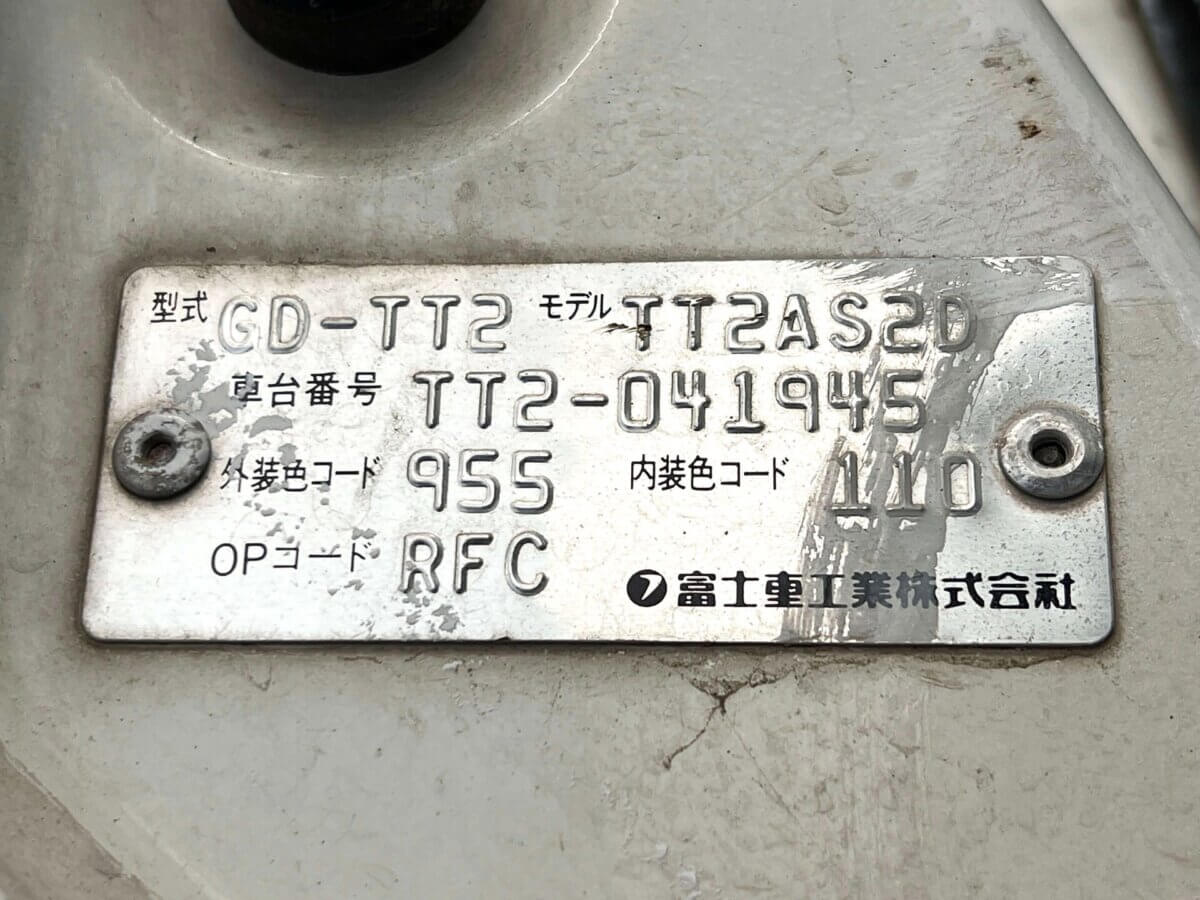 型式 GD-TT2 モデル TT2AS2D
車台番号 TT2-041945
外装色コード 955 内装色コード 110
OPコード RFC
フ 富士重工業株式会社